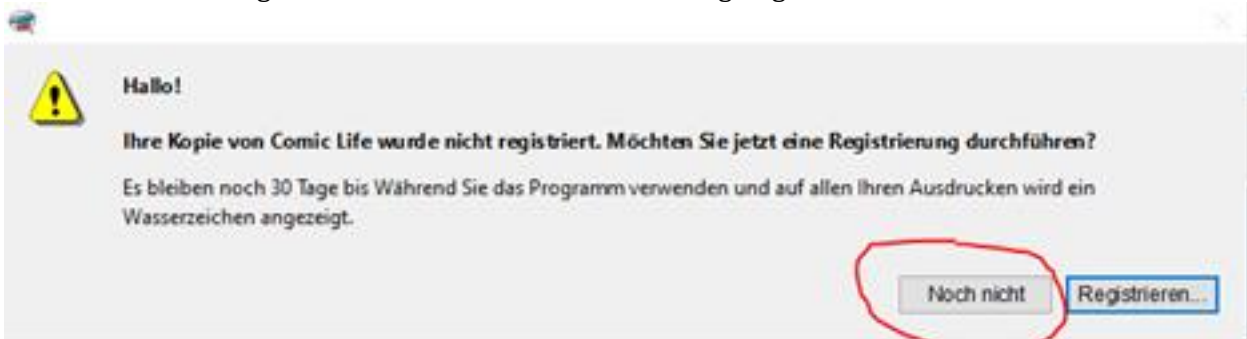 Hallo!
Ihre Kopie von Comic Life wurde nicht registriert. Möchten Sie jetzt eine Registrierung durchführen?
Es bleiben noch 30 Tage bis Während Sie das Programm verwenden und auf allen Ihren Ausdrucken wird ein
Wasserzeichen angezeigt.
Noch nicht
Registrieren...